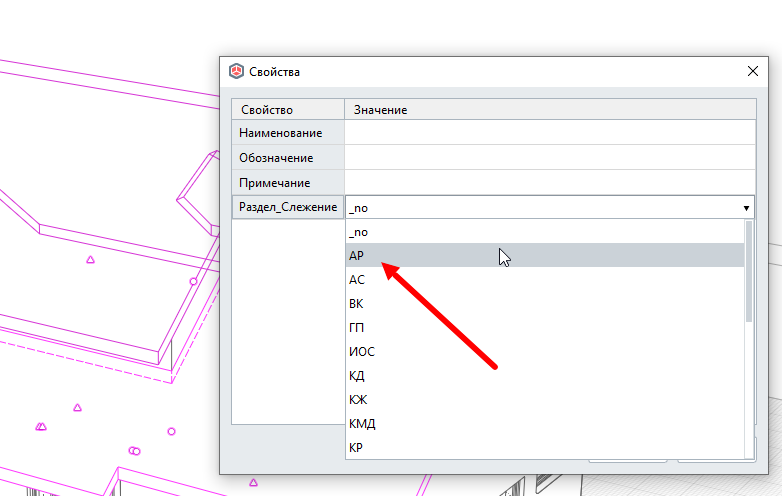 Свойства
Свойство Значение
Наименование
Обозначение
Примечание
Раздел_Слежение _no
_no
АР
АС
ВК
ГП
ИОС
КД
КЖ
КМД
КР